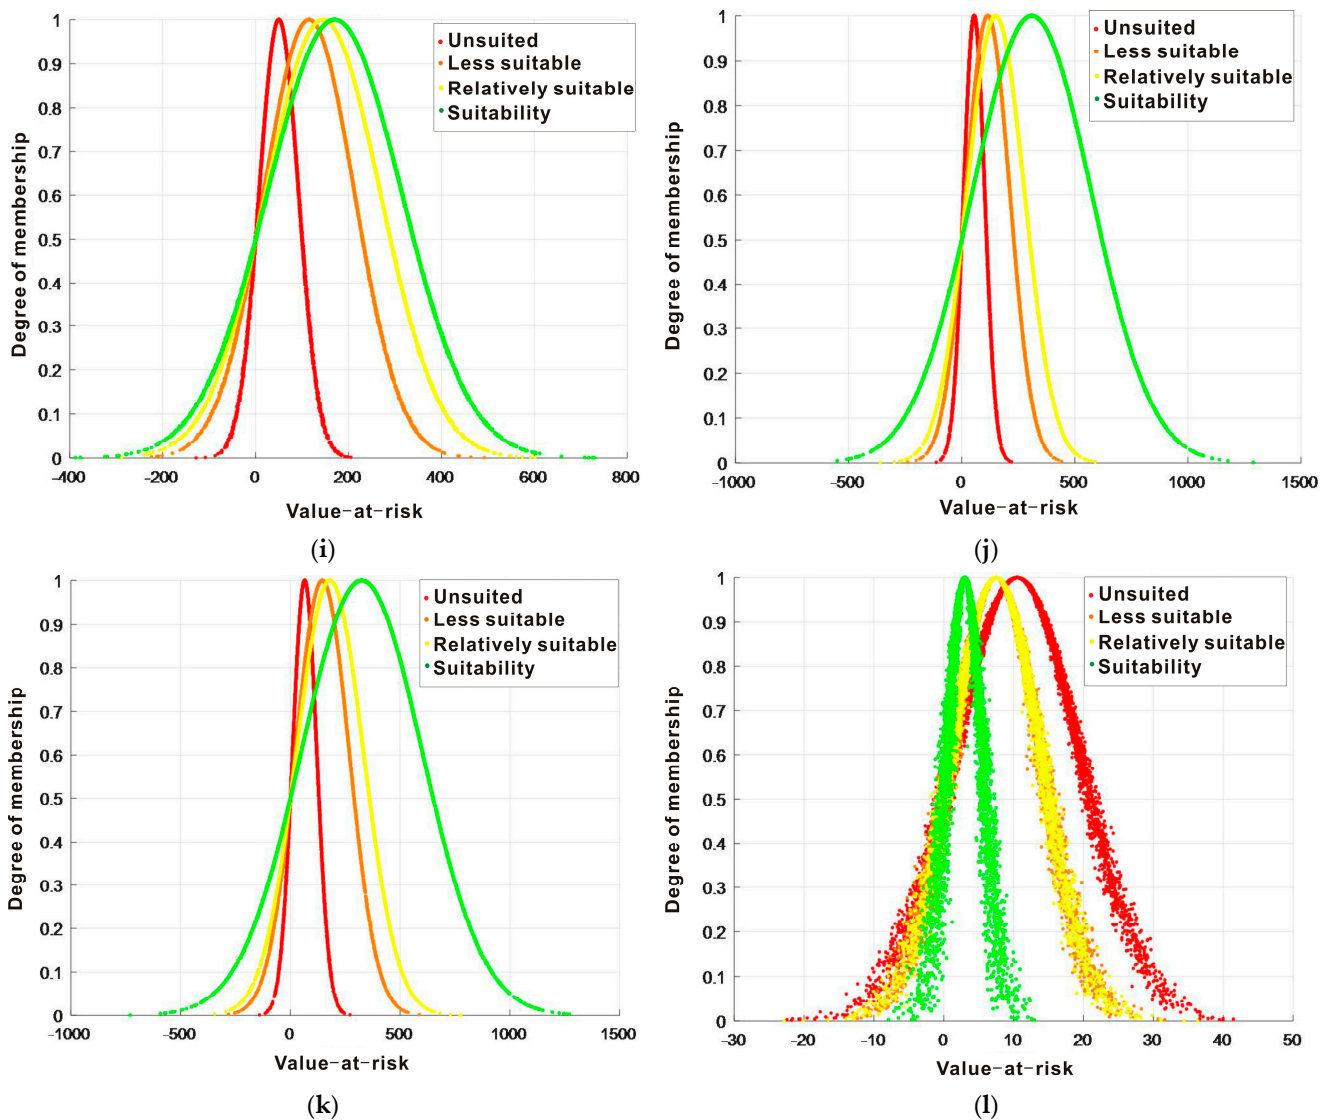 1
0.9
0.8
0.7
0.6
0.5
0.4
0.3
0.2
0.1
0
-400
-200
0
200
400
600
800
Degree of membership
Value-at-risk
Unsuited
Less suitable
Relatively suitable
Suitability
(i)
1
0.9
0.8
0.7
0.6
0.5
0.4
0.3
0.2
0.1
0
-1000
-500
0
500
1000
1500
Degree of membership
Value-at-risk
Unsuited
Less suitable
Relatively suitable
Suitability
(j)
1
0.9
0.8
0.7
0.6
0.5
0.4
0.3
0.2
0.1
0
-1000
-500
0
500
1000
1500
Degree of membership
Value-at-risk
Unsuited
Less suitable
Relatively suitable
Suitability
(k)
1
0.9
0.8
0.7
0.6
0.5
0.4
0.3
0.2
0.1
0
-30
-20
-10
0
10
20
30
40
50
Degree of membership
Value-at-risk
Unsuited
Less suitable
Relatively suitable
Suitability
(l)